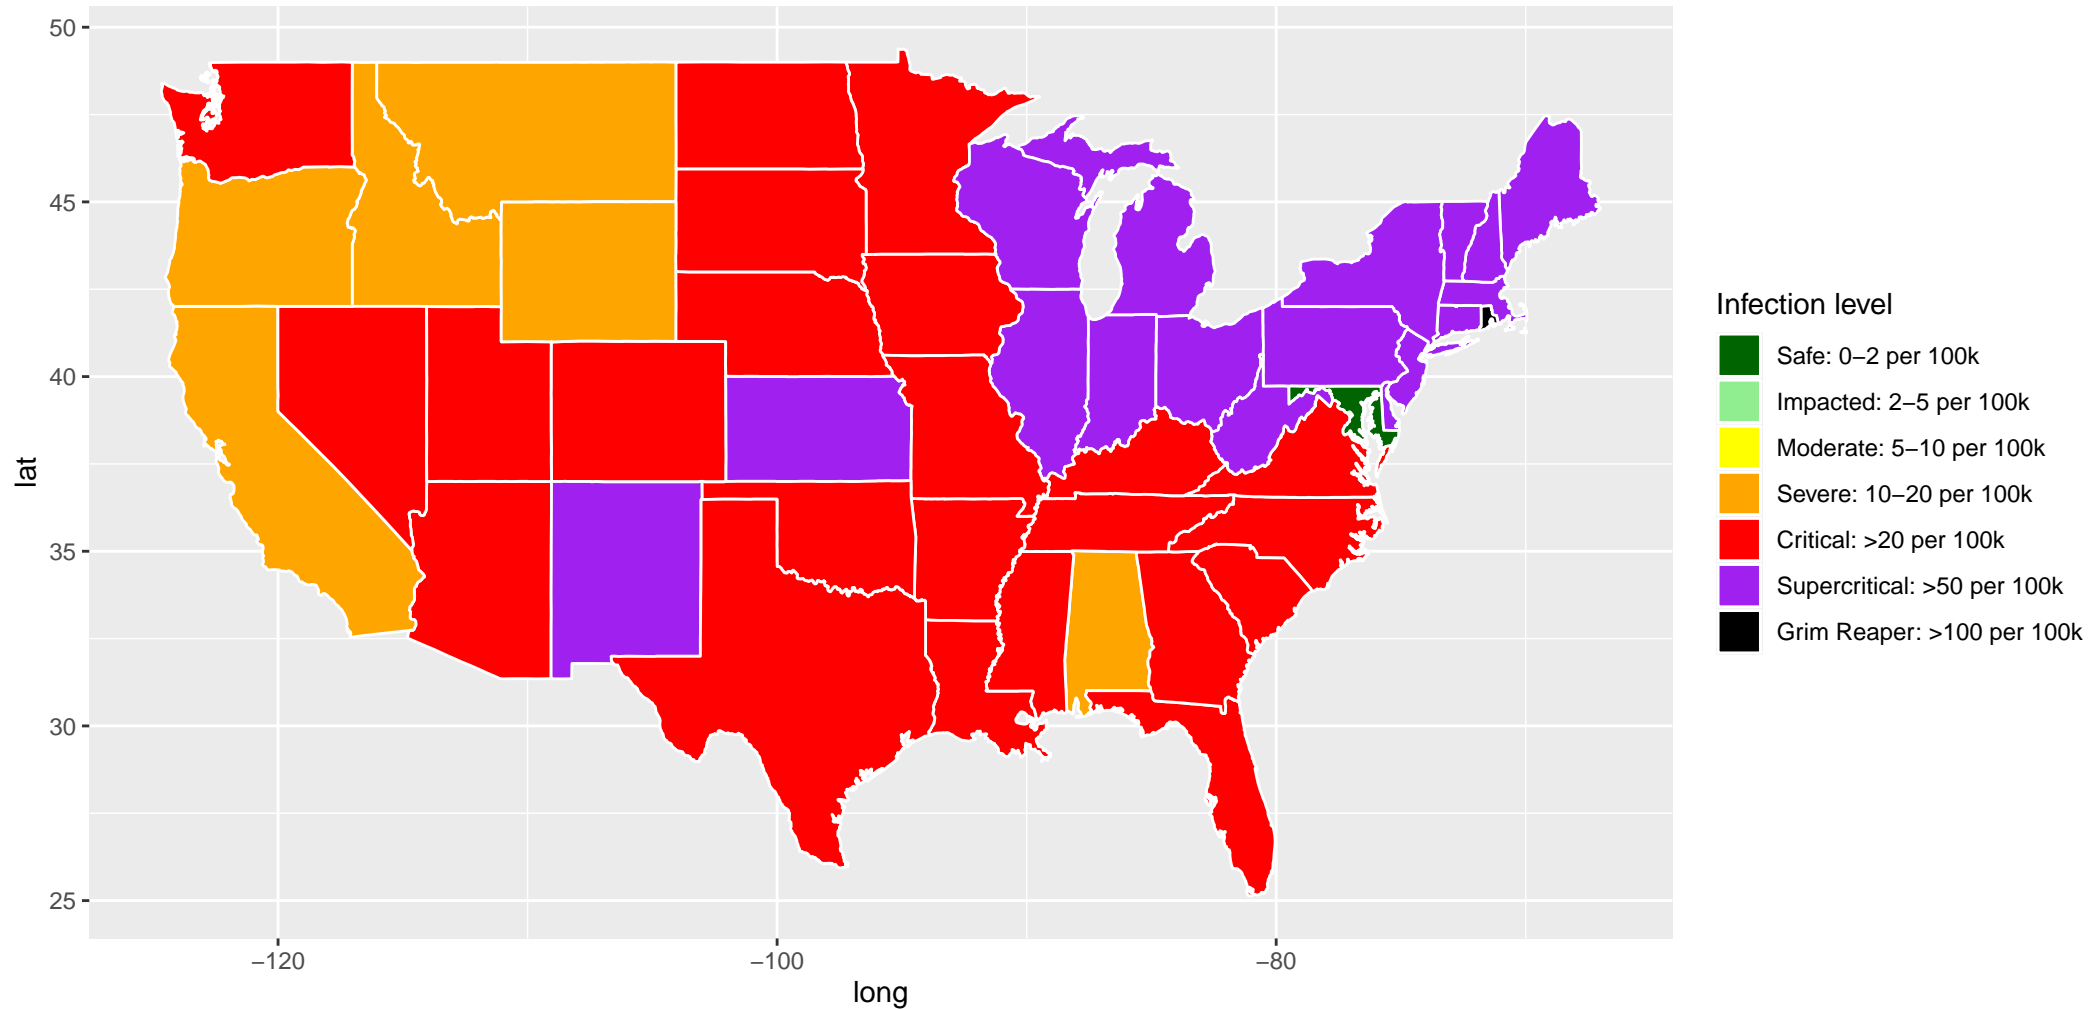 50
45
40
35
30
25
lat
−120
−100
−80
long
Infection level
Safe: 0−2 per 100k
Impacted: 2−5 per 100k
Moderate: 5−10 per 100k
Severe: 10−20 per 100k
Critical: >20 per 100k
Supercritical: >50 per 100k
Grim Reaper: >100 per 100k